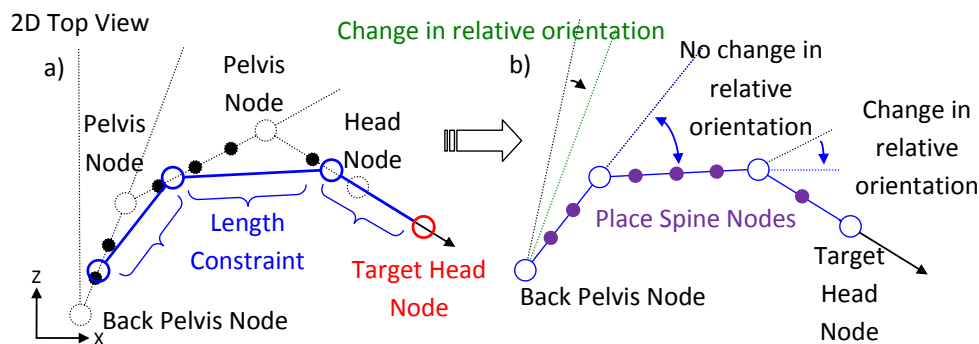 2D Top View
a)
Pelvis
Node
Pelvis
Node
Head
Node
Length
Constraint
Target Head
Node
Back Pelvis Node
Z
X
Change in relative orientation
b)
No change in
relative
orientation
Change in
relative
orientation
Place Spine Nodes
Back Pelvis Node
Target
Head
Node